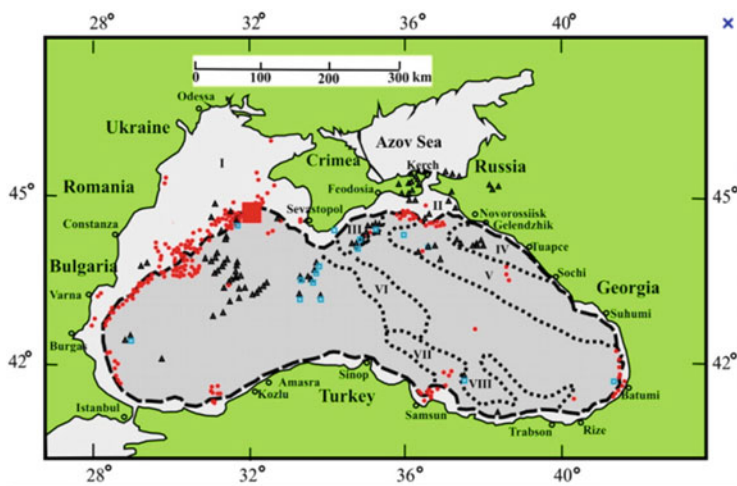 28° 32° 36° 40° ×
0 100 200 300 km
Odessa
Ukraine
Azov Sea
I
Crimea
Kerch
Russia
Romania
Feodosia
45° 45°
II
Sevastopol
Novorossiisk
Constanza
III
Gelendzhik
IV
Tuapce
Bulgaria
V
Sochi
Georgia
Varna
VI
Suhumi
Burgas
42° 42°
VII
Sinop
Amasra
VIII
Kozlu
Batumi
Turkey
Istanbul
Samsun
Trabson
Rize
28° 32° 36° 40°